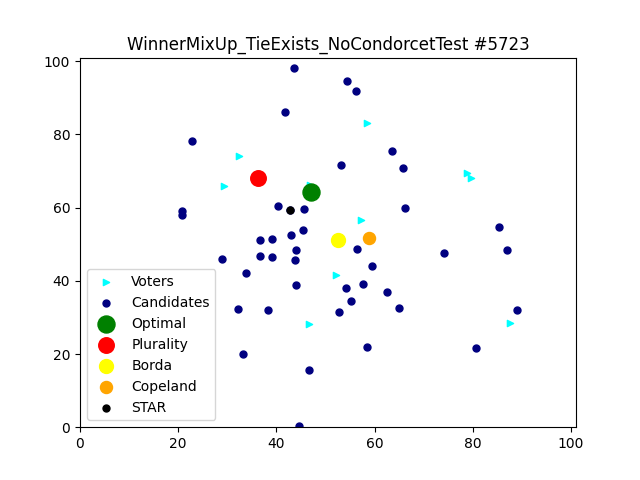 WinnerMixUp_TieExists_NoCondorcetTest #5723
100
80
60
40
20
0
0
20
40
60
80
100
Voters
Candidates
Optimal
Plurality
Borda
Copeland
STAR